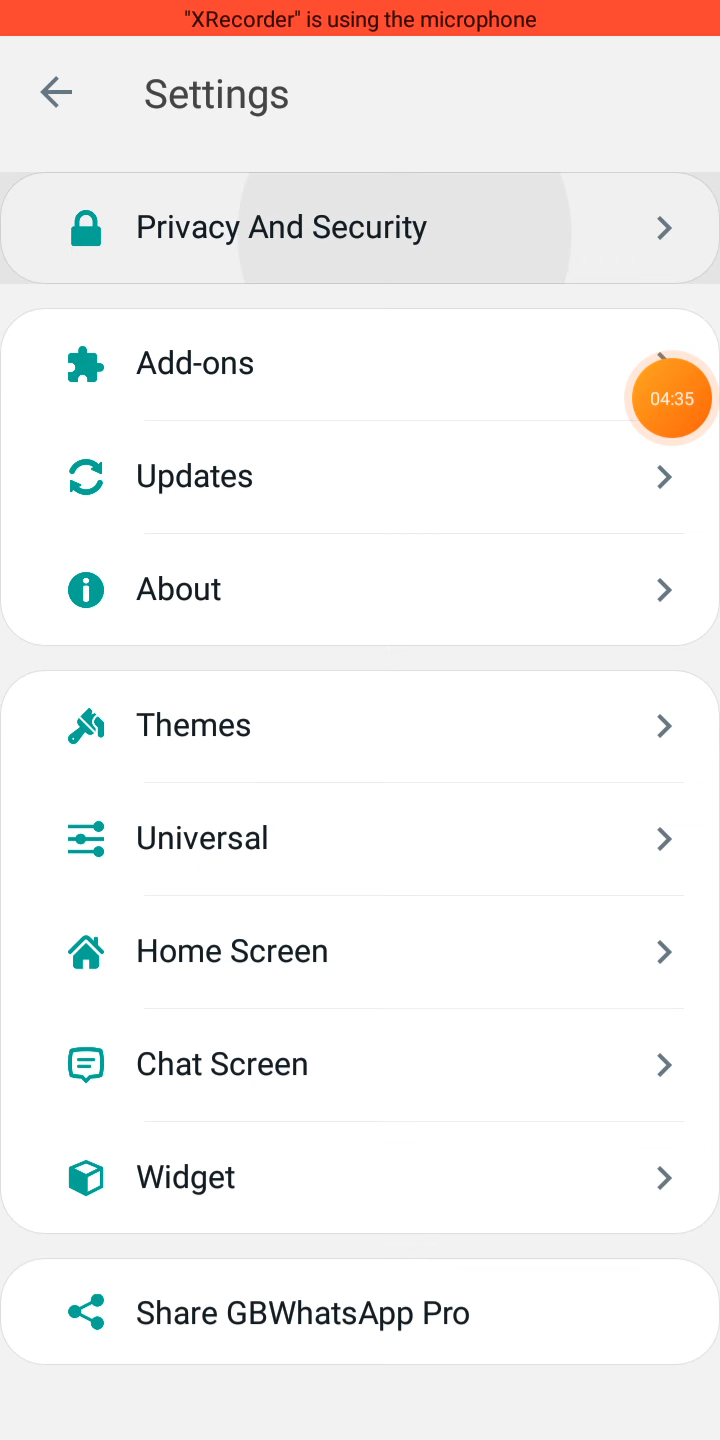 "XRecorder" is using the microphone
Settings
Privacy And Security
Add-ons
04:35
Updates
About
Themes
Universal
Home Screen
Chat Screen
Widget
Share GBWhatsApp Pro